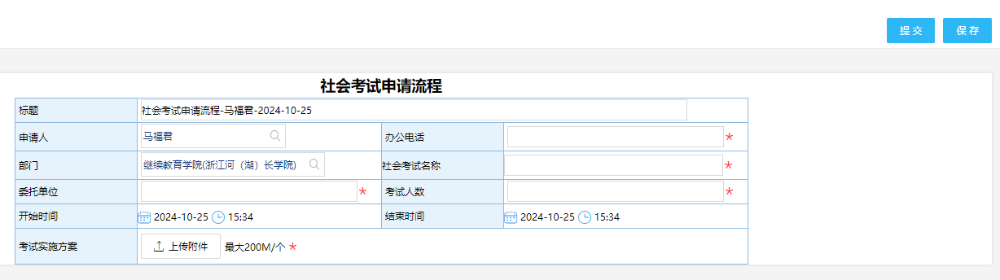 提 交 保 存
社会考试申请流程
标题 社会考试申请流程-马福君-2024-10-25
申请人 马福君 办公电话 *
部门 继续教育学院(浙江河（湖）长学院) 社会考试名称 *
委托单位 * 考试人数 *
开始时间 2024-10-25 15:34 结束时间 2024-10-25 15:34
考试实施方案 上传附件 最大200M/个 *